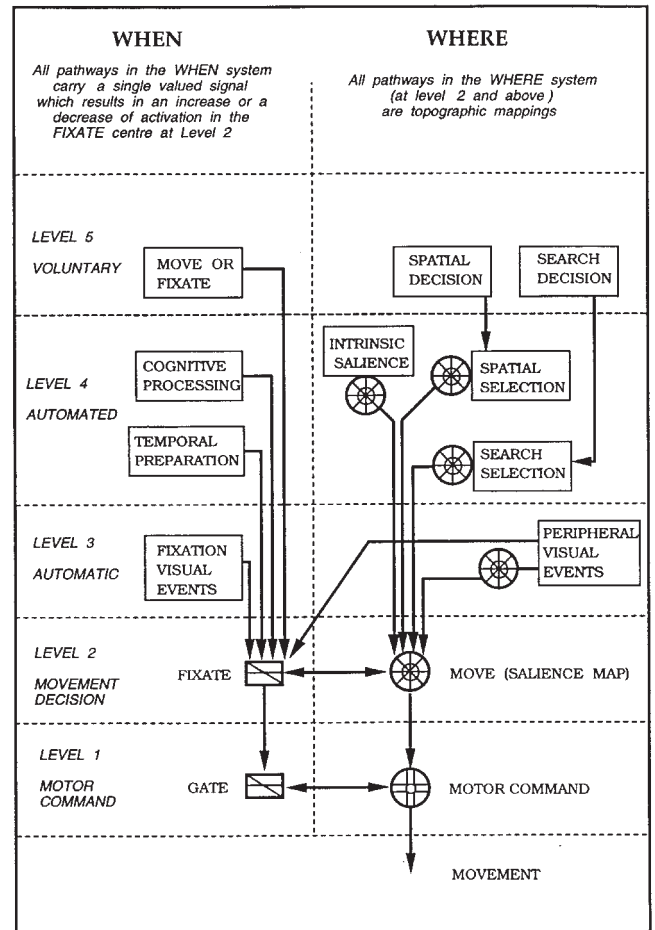 WHEN
All pathways in the WHEN system
carry a single valued signal
which results in an increase or a
decrease of activation in the
FIXATE centre at Level 2
WHERE
All pathways in the WHERE system
(at level 2 and above)
are topographic mappings
LEVEL 5
VOLUNTARY
MOVE OR
FIXATE
SPATIAL
DECISION
SEARCH
DECISION
LEVEL 4
AUTOMATED
COGNITIVE
PROCESSING
TEMPORAL
PREPARATION
INTRINSIC
SALIENCE
SPATIAL
SELECTION
SEARCH
SELECTION
LEVEL 3
AUTOMATIC
FIXATION
VISUAL
EVENTS
PERIPHERAL
VISUAL
EVENTS
LEVEL 2
MOVEMENT
DECISION
FIXATE
MOVE (SALIENCE MAP)
LEVEL 1
MOTOR
COMMAND
GATE
MOTOR COMMAND
MOVEMENT